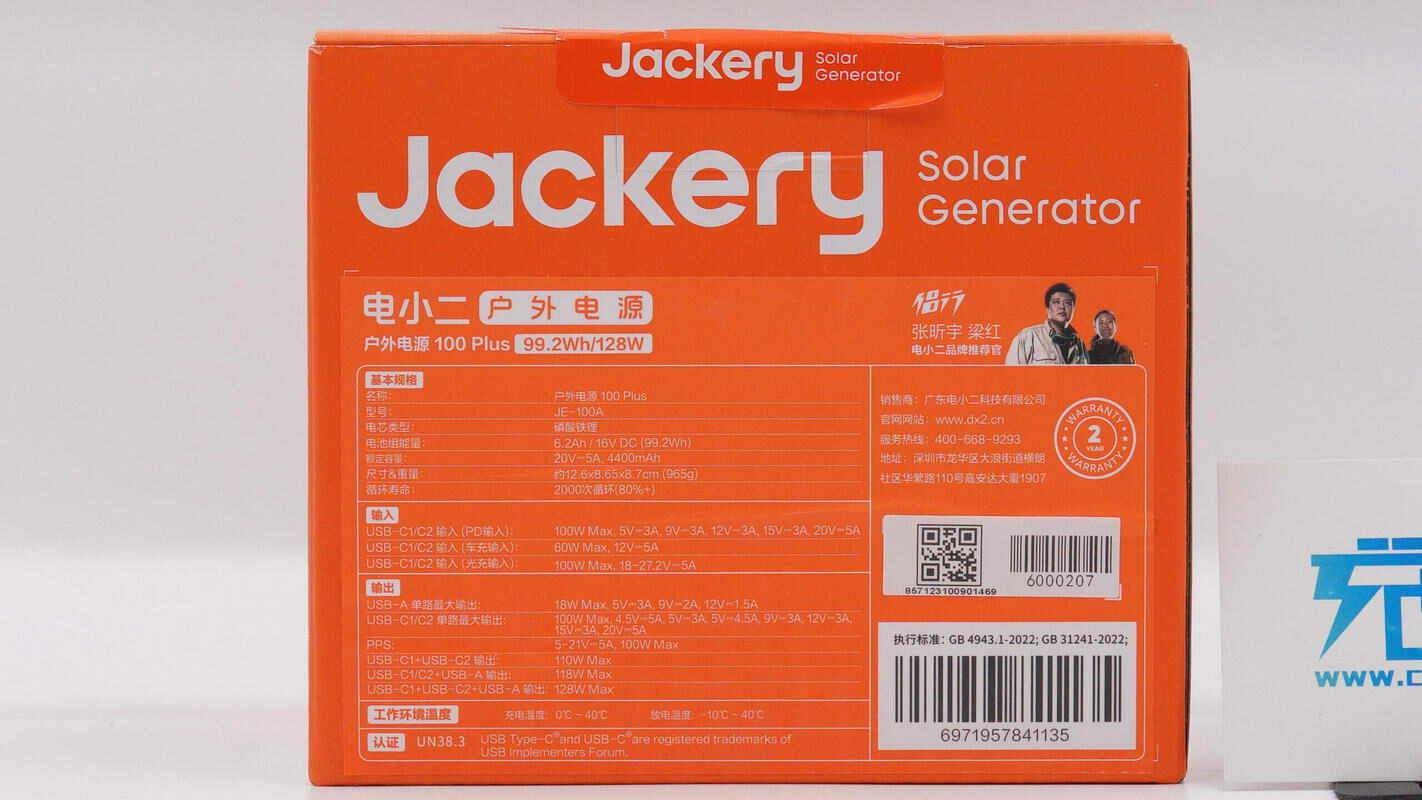 Jackery Solar
Generator
Jackery Solar
Generator
电小二 户外电源
户外电源 100 Plus 99.2Wh/128W
侣行
张昕宇 梁红
电小二品牌推荐官
基本规格
名称: 户外电源 100 Plus
型号: JE-100A
电芯类型: 磷酸铁锂
电池组能量: 6.2Ah / 16V DC (99.2Wh)
额定容量: 20V⎓5A, 4400mAh
尺寸&重量: 约12.6x8.65x8.7cm (965g)
循环寿命: 2000次循环(80%+)
输入
USB-C1/C2 输入 (PD输入): 100W Max, 5V⎓3A, 9V⎓3A, 12V⎓3A, 15V⎓3A, 20V⎓5A
USB-C1/C2 输入 (车充输入): 60W Max, 12V⎓5A
USB-C1/C2 输入 (光充输入): 100W Max, 18-27.2V⎓5A
输出
USB-A 单路最大输出: 18W Max, 5V⎓3A, 9V⎓2A, 12V⎓1.5A
USB-C1/C2 单路最大输出: 100W Max, 4.5V⎓5A, 5V⎓3A, 5V⎓4.5A, 9V⎓3A, 12V⎓3A,
15V⎓3A, 20V⎓5A
PPS: 5-21V⎓5A, 100W Max
USB-C1+USB-C2 输出: 110W Max
USB-C1/C2+USB-A 输出: 118W Max
USB-C1+USB-C2+USB-A 输出: 128W Max
工作环境温度 充电温度: 0℃ ~ 40℃ 放电温度: -10℃ ~ 40℃
认证 UN38.3 USB Type-C® and USB-C® are registered trademarks of
USB Implementers Forum.
销售商: 广东电小二科技有限公司
官网网站: www.dx2.cn
服务热线: 400-668-9293
地址: 深圳市龙华区大浪街道横朗
社区华繁路110号嘉安达大厦1907
WARRANTY
2
YEAR
WARRANTY
857123100901469
6000207
执行标准: GB 4943.1-2022; GB 31241-2022;
6971957841135
www.